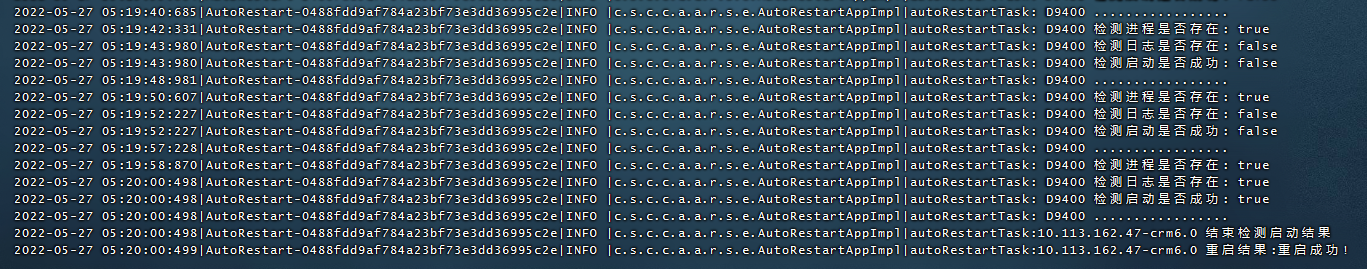 2022-05-27 05:19:40:685|AutoRestart-0488fdd9af784a23bf73e3dd36995c2e|INFO |c.s.c.c.a.a.r.s.e.AutoRestartAppImpl|autoRestartTask: D9400 .................
2022-05-27 05:19:42:331|AutoRestart-0488fdd9af784a23bf73e3dd36995c2e|INFO |c.s.c.c.a.a.r.s.e.AutoRestartAppImpl|autoRestartTask: D9400 检测进程是否存在: true
2022-05-27 05:19:43:980|AutoRestart-0488fdd9af784a23bf73e3dd36995c2e|INFO |c.s.c.c.a.a.r.s.e.AutoRestartAppImpl|autoRestartTask: D9400 检测日志是否存在: false
2022-05-27 05:19:43:980|AutoRestart-0488fdd9af784a23bf73e3dd36995c2e|INFO |c.s.c.c.a.a.r.s.e.AutoRestartAppImpl|autoRestartTask: D9400 检测启动是否成功: false
2022-05-27 05:19:48:981|AutoRestart-0488fdd9af784a23bf73e3dd36995c2e|INFO |c.s.c.c.a.a.r.s.e.AutoRestartAppImpl|autoRestartTask: D9400 .................
2022-05-27 05:19:50:607|AutoRestart-0488fdd9af784a23bf73e3dd36995c2e|INFO |c.s.c.c.a.a.r.s.e.AutoRestartAppImpl|autoRestartTask: D9400 检测进程是否存在: true
2022-05-27 05:19:52:227|AutoRestart-0488fdd9af784a23bf73e3dd36995c2e|INFO |c.s.c.c.a.a.r.s.e.AutoRestartAppImpl|autoRestartTask: D9400 检测日志是否存在: false
2022-05-27 05:19:52:227|AutoRestart-0488fdd9af784a23bf73e3dd36995c2e|INFO |c.s.c.c.a.a.r.s.e.AutoRestartAppImpl|autoRestartTask: D9400 检测启动是否成功: false
2022-05-27 05:19:57:228|AutoRestart-0488fdd9af784a23bf73e3dd36995c2e|INFO |c.s.c.c.a.a.r.s.e.AutoRestartAppImpl|autoRestartTask: D9400 .................
2022-05-27 05:19:58:870|AutoRestart-0488fdd9af784a23bf73e3dd36995c2e|INFO |c.s.c.c.a.a.r.s.e.AutoRestartAppImpl|autoRestartTask: D9400 检测进程是否存在: true
2022-05-27 05:20:00:498|AutoRestart-0488fdd9af784a23bf73e3dd36995c2e|INFO |c.s.c.c.a.a.r.s.e.AutoRestartAppImpl|autoRestartTask: D9400 检测日志是否存在: true
2022-05-27 05:20:00:498|AutoRestart-0488fdd9af784a23bf73e3dd36995c2e|INFO |c.s.c.c.a.a.r.s.e.AutoRestartAppImpl|autoRestartTask: D9400 检测启动是否成功: true
2022-05-27 05:20:00:498|AutoRestart-0488fdd9af784a23bf73e3dd36995c2e|INFO |c.s.c.c.a.a.r.s.e.AutoRestartAppImpl|autoRestartTask: D9400 .................
2022-05-27 05:20:00:498|AutoRestart-0488fdd9af784a23bf73e3dd36995c2e|INFO |c.s.c.c.a.a.r.s.e.AutoRestartAppImpl|autoRestartTask:10.113.162.47-crm6.0 结束检测启动结果
2022-05-27 05:20:00:499|AutoRestart-0488fdd9af784a23bf73e3dd36995c2e|INFO |c.s.c.c.a.a.r.s.e.AutoRestartAppImpl|autoRestartTask:10.113.162.47-crm6.0 重启结果:重启成功!